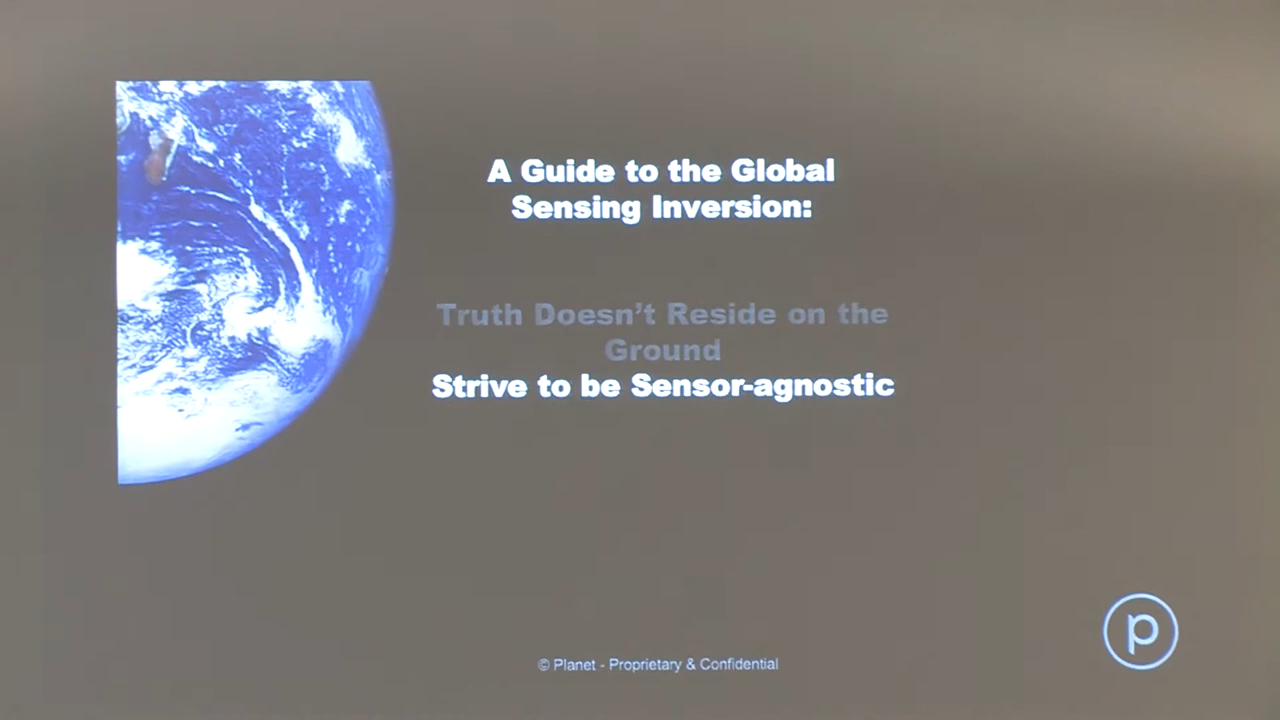 A Guide to the Global
Sensing Inversion:
Truth Doesn't Reside on the
Ground
Strive to be Sensor-agnostic
p
© Planet - Proprietary & Confidential